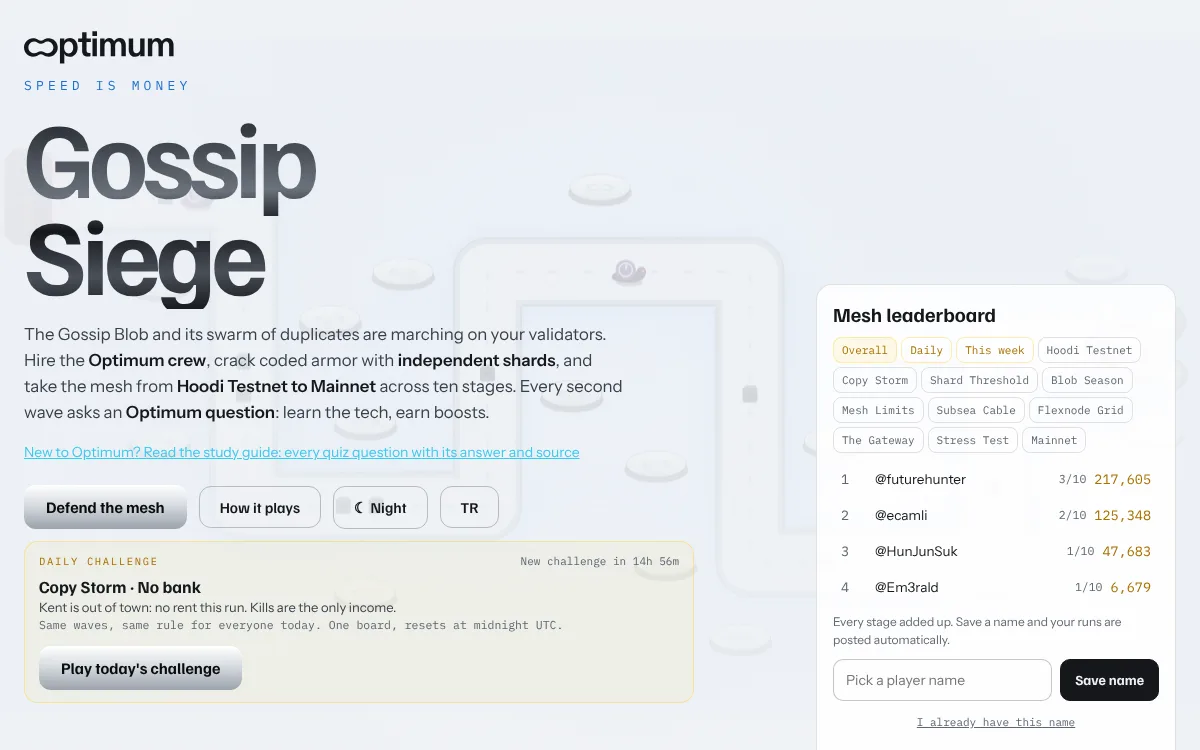 optimum
SPEED IS MONEY
Gossip
Siege
The Gossip Blob and its swarm of duplicates are marching on your validators.
Hire the Optimum crew, crack coded armor with independent shards, and
take the mesh from Hoodi Testnet to Mainnet across ten stages. Every second
wave asks an Optimum question: learn the tech, earn boosts.
New to Optimum? Read the study guide: every quiz question with its answer and source
Defend the mesh
How it plays
☾ Night
TR
DAILY CHALLENGE
New challenge in 14h 56m
Copy Storm · No bank
Kent is out of town: no rent this run. Kills are the only income.
Same waves, same rule for everyone today. One board, resets at midnight UTC.
Play today's challenge
Mesh leaderboard
Overall Daily This week Hoodi Testnet
Copy Storm Shard Threshold Blob Season
Mesh Limits Subsea Cable Flexnode Grid
The Gateway Stress Test Mainnet
1 @futurehunter 3/10 217,605
2 @ecamli 2/10 125,348
3 @HunJunSuk 1/10 47,683
4 @Em3rald 1/10 6,679
Every stage added up. Save a name and your runs are
posted automatically.
Pick a player name
Save name
I already have this name